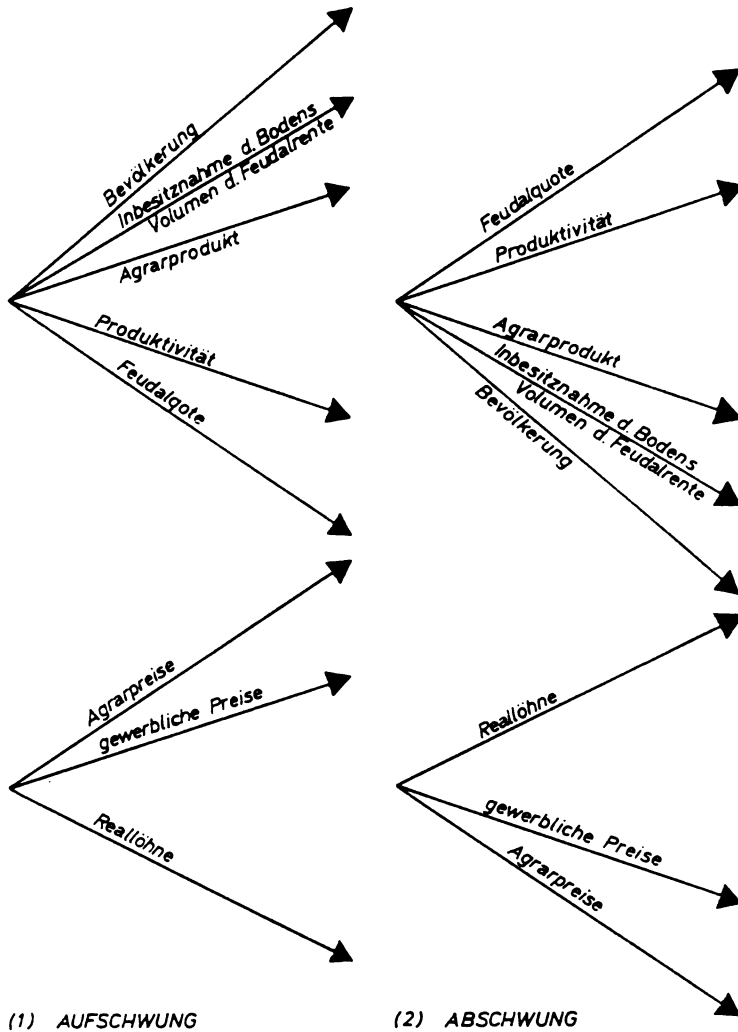 Bevölkerung
Inbesitznahme d. Bodens
Volumen d. Feudalrente
Agrarprodukt
Produktivität
Feudalqote
Agrarpreise
gewerbliche Preise
Reallöhne
(1) AUFSCHWUNG
Feudalquote
Produktivität
Agrarprodukt
Inbesitznahme d. Bodens
Volumen d. Feudalrente
Bevölkerung
Reallöhne
gewerbliche Preise
Agrarpreise
(2) ABSCHWUNG